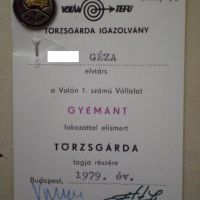 VOLÁN TEFU
TÖRZSGÁRDA IGAZOLVÁNY
GÉZA
elvtárs
a Volán 1. számú Vállalat
GYÉMÁNT
fokozattal elismert
TÖRZSGÁRDA
tagja részére
Budapest, 1979. év.